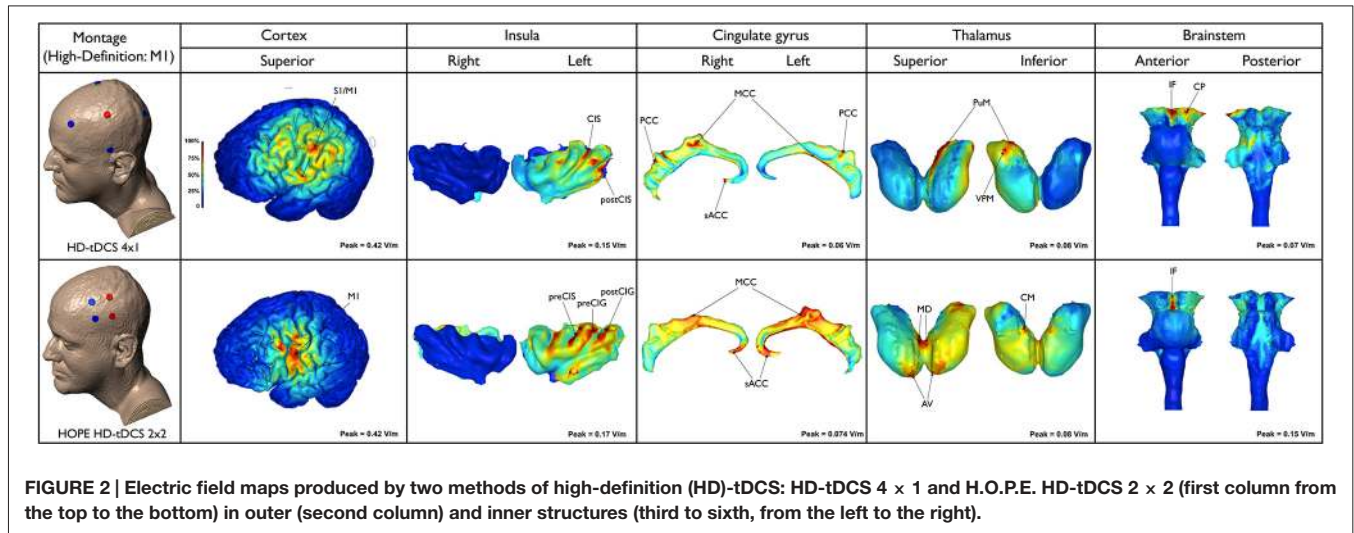 Montage
(High-Definition: M1)
Cortex
Insula
Cingulate gyrus
Thalamus
Brainstem
Superior
Right
Left
Right
Left
Superior
Inferior
Anterior
Posterior
HD-tDCS 4x1
100%
75%
50%
25%
0
S1/M1
Peak = 0.42 V/m
CIS
postCIS
Peak = 0.15 V/m
PCC
MCC
PCC
sACC
Peak = 0.06 V/m
PuM
VPM
Peak = 0.08 V/m
IF
CP
Peak = 0.07 V/m
HOPE HD-tDCS 2x2
M1
Peak = 0.42 V/m
preCIS
preCIG
postCIG
Peak = 0.17 V/m
MCC
sACC
Peak = 0.074 V/m
MD
CM
AV
Peak = 0.08 V/m
IF
Peak = 0.15 V/m
FIGURE 2 | Electric field maps produced by two methods of high-definition (HD)-tDCS: HD-tDCS 4 × 1 and H.O.P.E. HD-tDCS 2 × 2 (first column from
the top to the bottom) in outer (second column) and inner structures (third to sixth, from the left to the right).